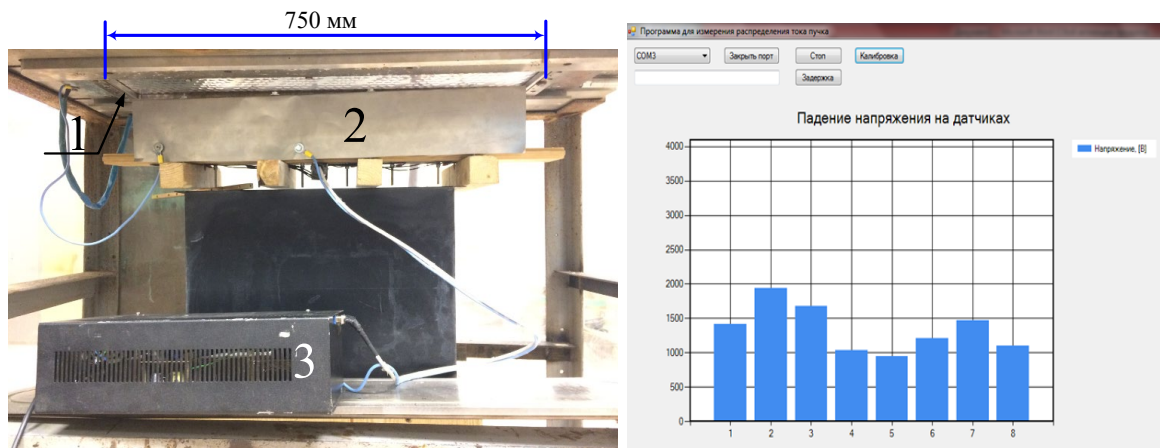 750 мм
1
2
3
Программа для измерения распределения тока пучка
COM3
Закрыть порт
Стоп
Калибровка
Задержка
Падение напряжения на датчиках
Напряжение, [В]
4000
3500
3000
2500
2000
1500
1000
500
0
1 2 3 4 5 6 7 8